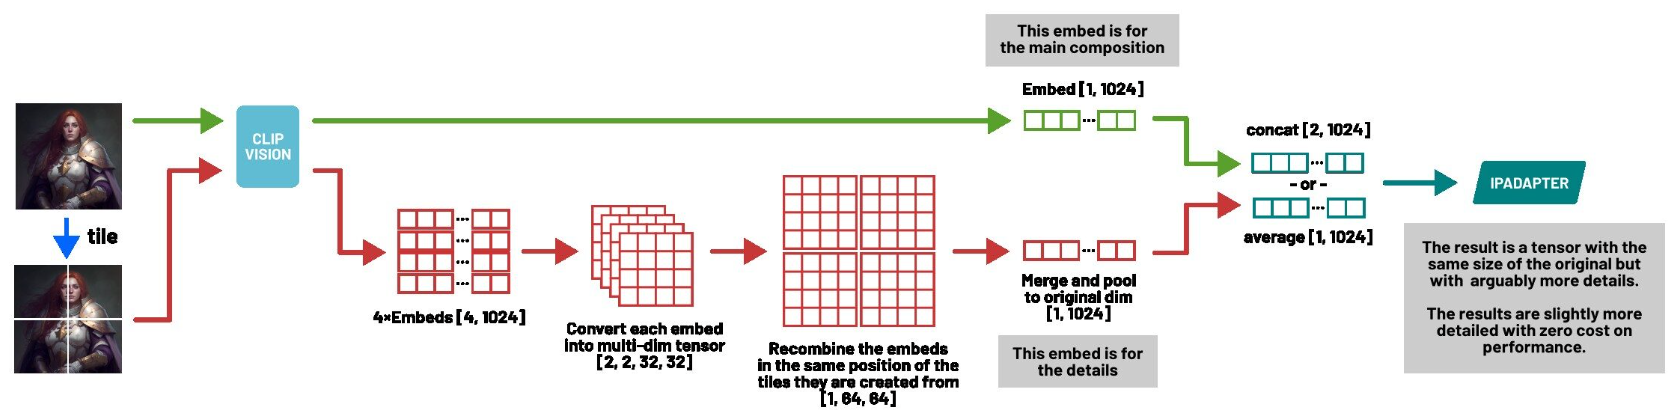 This embed is for
the main composition
Embed [1, 1024]
CLIP
VISION
concat [2, 1024]
- or -
average [1, 1024]
IPADAPTER
tile
4×Embeds [4, 1024]
Convert each embed
into multi-dim tensor
[2, 2, 32, 32]
Recombine the embeds
in the same position of the
tiles they are created from
[1, 64, 64]
Merge and pool
to original dim
[1, 1024]
This embed is for
the details
The result is a tensor with the
same size of the original but
with arguably more details.
The results are slightly more
detailed with zero cost on
performance.